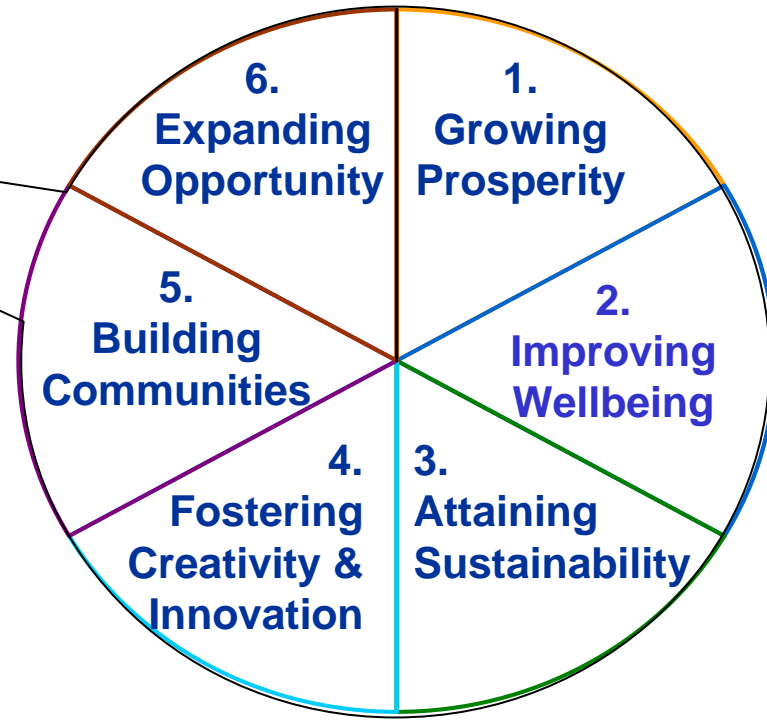 1.
Growing
Prosperity
2.
Improving
Wellbeing
3.
Attaining
Sustainability
4.
Fostering
Creativity &
Innovation
5.
Building
Communities
6.
Expanding
Opportunity